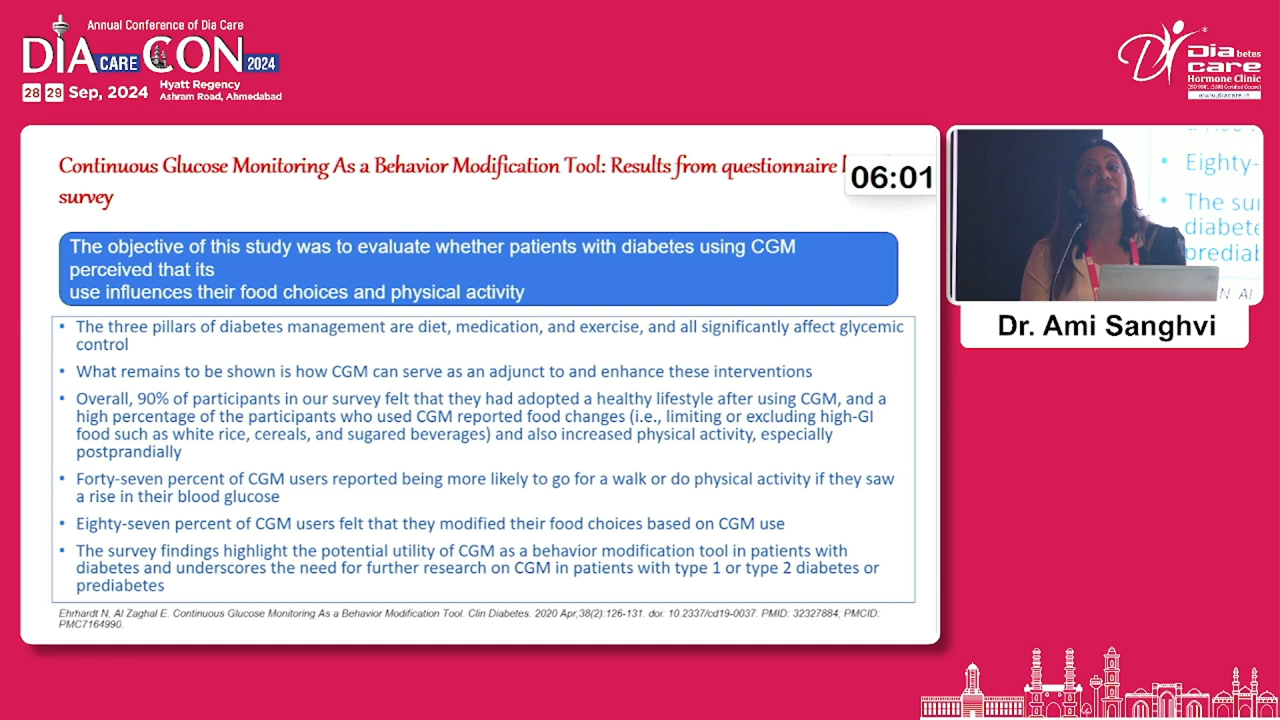 Annual Conference of Dia Care
DIA CARE CON 2024
28 29 Sep, 2024
Hyatt Regency
Ashram Road, Ahmedabad
Diabetes
care
Hormone Clinic
www.diacare.in
Continuous Glucose Monitoring As a Behavior Modification Tool: Results from questionnaire
survey
06:01
The objective of this study was to evaluate whether patients with diabetes using CGM
perceived that its
use influences their food choices and physical activity
• The three pillars of diabetes management are diet, medication, and exercise, and all significantly affect glycemic
control
• What remains to be shown is how CGM can serve as an adjunct to and enhance these interventions
• Overall, 90% of participants in our survey felt that they had adopted a healthy lifestyle after using CGM, and a
high percentage of the participants who used CGM reported food changes (i.e., limiting or excluding high-GI
food such as white rice, cereals, and sugared beverages) and also increased physical activity, especially
postprandially
• Forty-seven percent of CGM users reported being more likely to go for a walk or do physical activity if they saw
a rise in their blood glucose
• Eighty-seven percent of CGM users felt that they modified their food choices based on CGM use
• The survey findings highlight the potential utility of CGM as a behavior modification tool in patients with
diabetes and underscores the need for further research on CGM in patients with type 1 or type 2 diabetes or
prediabetes
Ehrhardt N, Al Zaghal E. Continuous Glucose Monitoring As a Behavior Modification Tool. Clin Diabetes. 2020 Apr;38(2):126-131. doi: 10.2337/cd19-0037. PMID: 32327884; PMCID:
PMC7164990.
• Eighty-
• The sur
diabete
prediab
N, Al
Dr. Ami Sanghvi